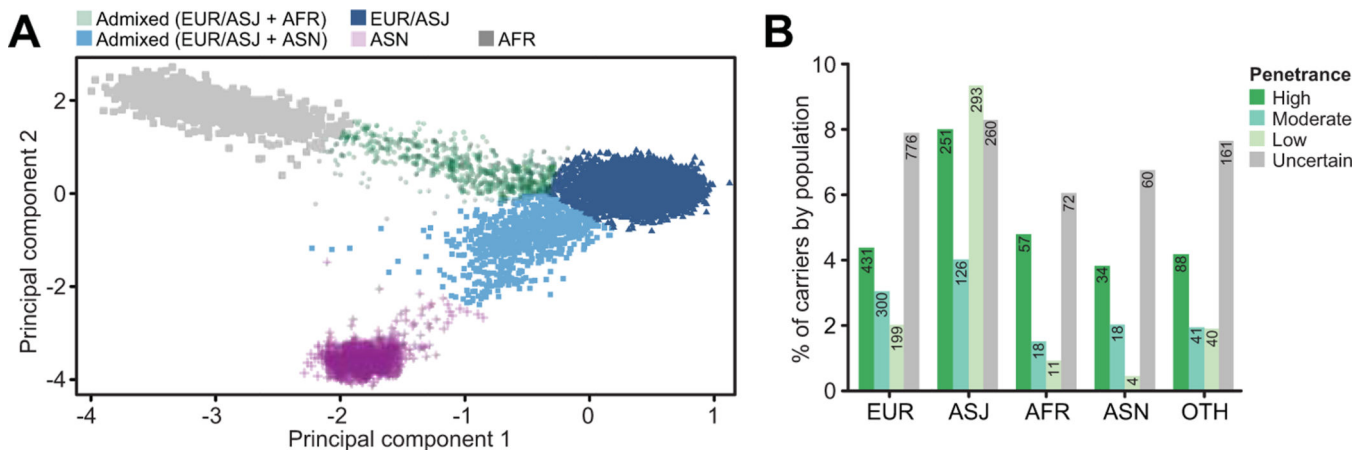 A
Admixed (EUR/ASJ + AFR) EUR/ASJ
Admixed (EUR/ASJ + ASN) ASN AFR
Principal component 2
2
0
-2
-4
-4 -3 -2 -1 0 1
Principal component 1
B
% of carriers by population
10
8
6
4
2
0
431 300 199 776
251 126 293 260
57 18 11 72
34 18 4 60
88 41 40 161
EUR ASJ AFR ASN OTH
Penetrance
High
Moderate
Low
Uncertain